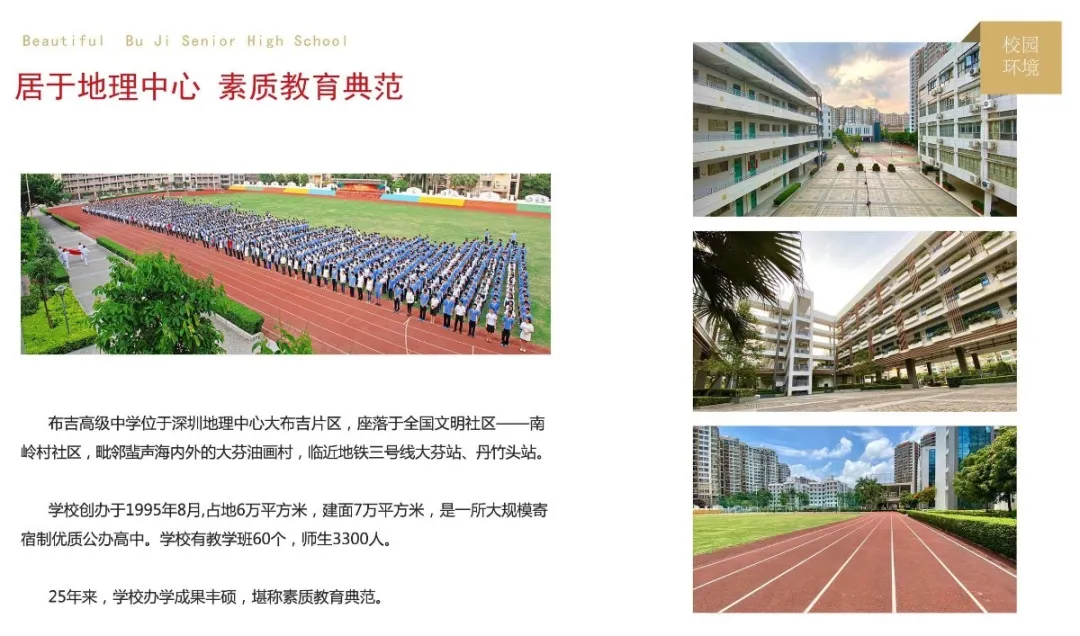 Beautiful Bu Ji Senior High School
居于地理中心 素质教育典范
校园
环境
布吉高级中学位于深圳地理中心大布吉片区，座落于全国文明社区——南
岭村社区，毗邻蜚声海内外的大芬油画村，临近地铁三号线大芬站、丹竹头站。
学校创办于1995年8月,占地6万平方米，建面7万平方米，是一所大规模寄
宿制优质公办高中。学校有教学班60个，师生3300人。
25年来，学校办学成果丰硕，堪称素质教育典范。